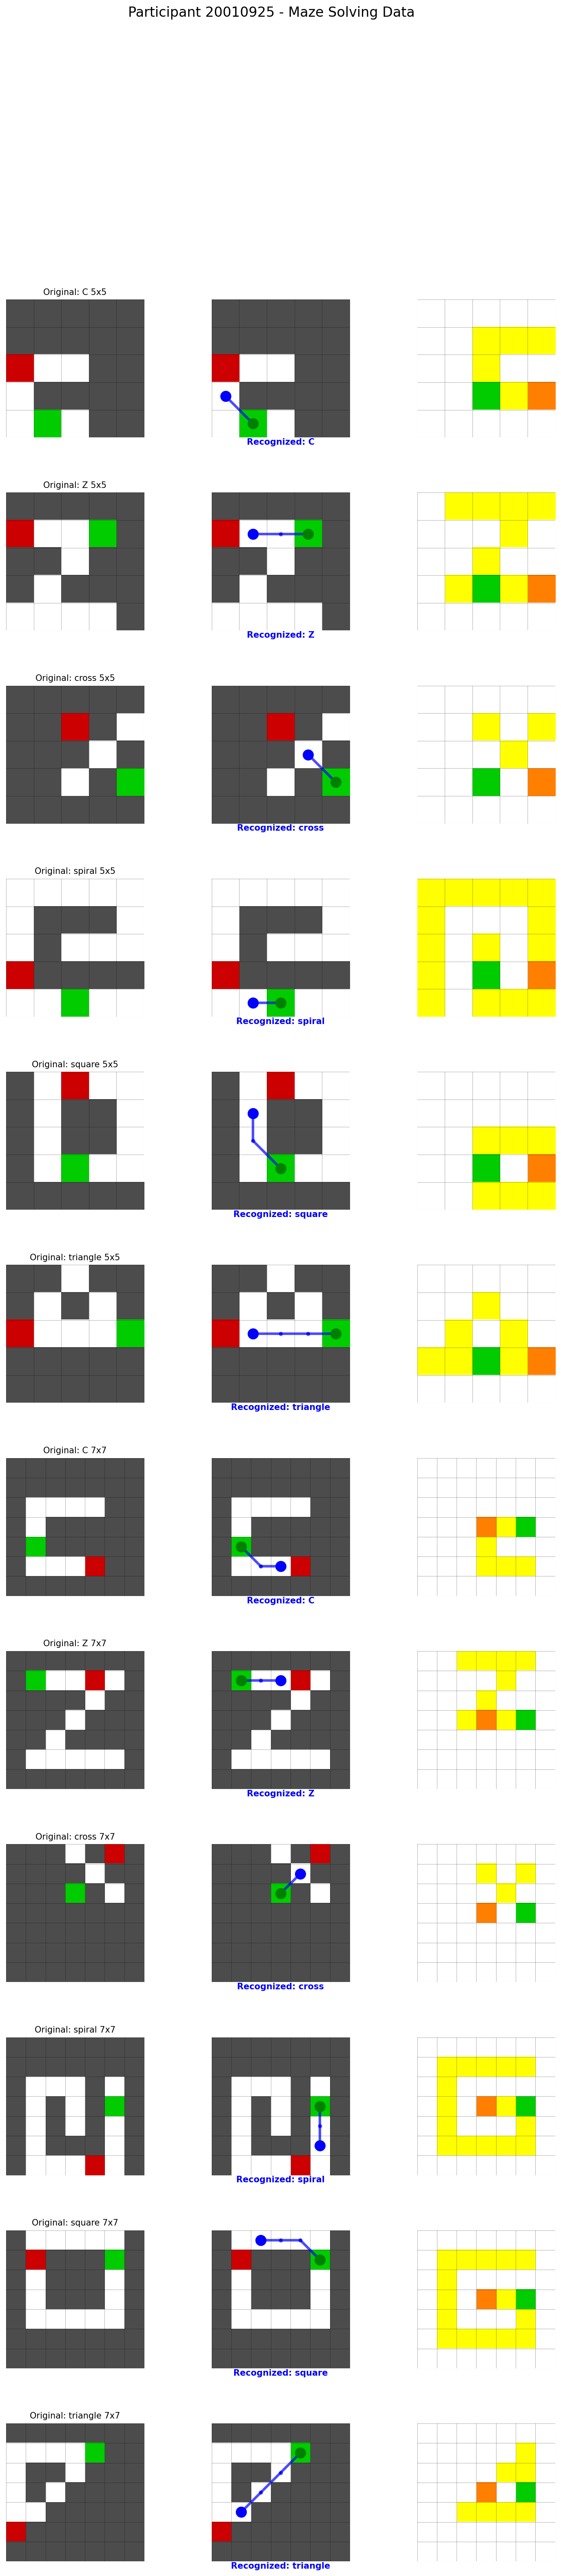 Participant 20010925 - Maze Solving Data
Original: C 5x5
Recognized: C
Original: Z 5x5
Recognized: Z
Original: cross 5x5
Recognized: cross
Original: spiral 5x5
Recognized: spiral
Original: square 5x5
Recognized: square
Original: triangle 5x5
Recognized: triangle
Original: C 7x7
Recognized: C
Original: Z 7x7
Recognized: Z
Original: cross 7x7
Recognized: cross
Original: spiral 7x7
Recognized: spiral
Original: square 7x7
Recognized: square
Original: triangle 7x7
Recognized: triangle